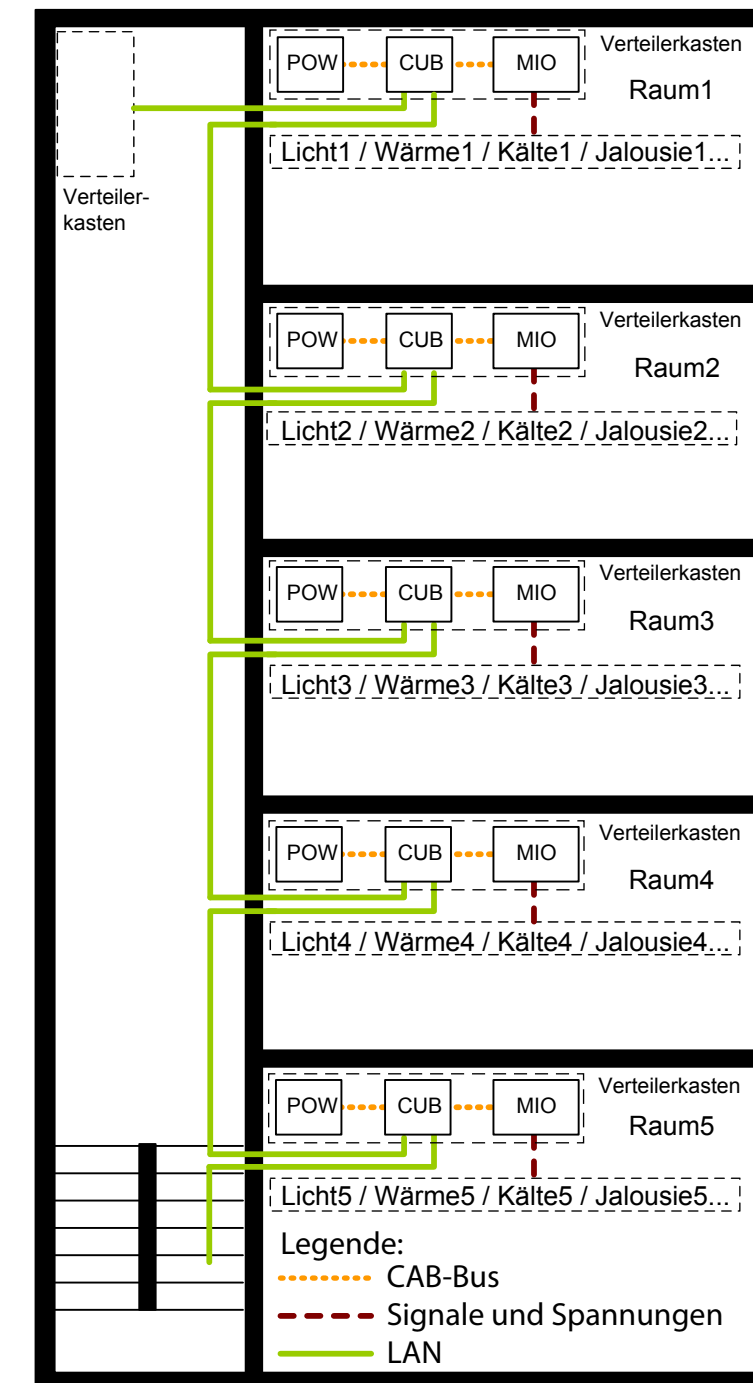 POW CUB MIO Verteilerkasten
Raum1
Licht1 / Wärme1 / Kälte1 / Jalousie1...
Verteiler-
kasten
POW CUB MIO Verteilerkasten
Raum2
Licht2 / Wärme2 / Kälte2 / Jalousie2...
POW CUB MIO Verteilerkasten
Raum3
Licht3 / Wärme3 / Kälte3 / Jalousie3...
POW CUB MIO Verteilerkasten
Raum4
Licht4 / Wärme4 / Kälte4 / Jalousie4...
POW CUB MIO Verteilerkasten
Raum5
Licht5 / Wärme5 / Kälte5 / Jalousie5...
Legende:
CAB-Bus
Signale und Spannungen
LAN